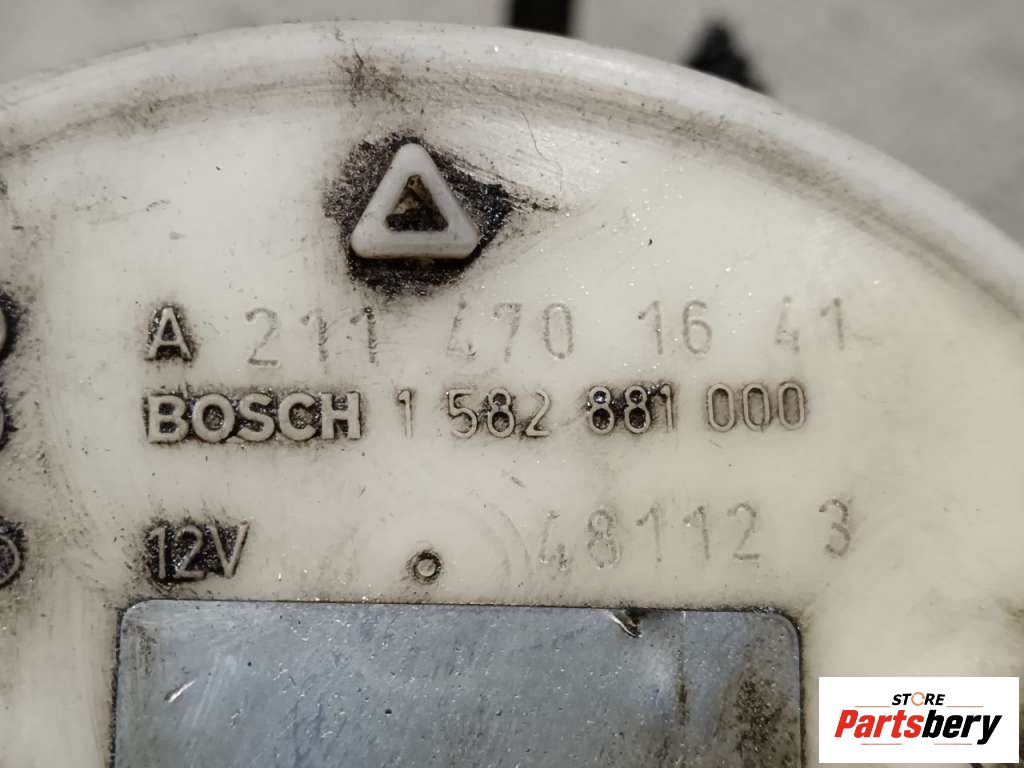 A 211 470 16 41
BOSCH 1 582 881 000
12V 48112 3
STORE
Partsbery